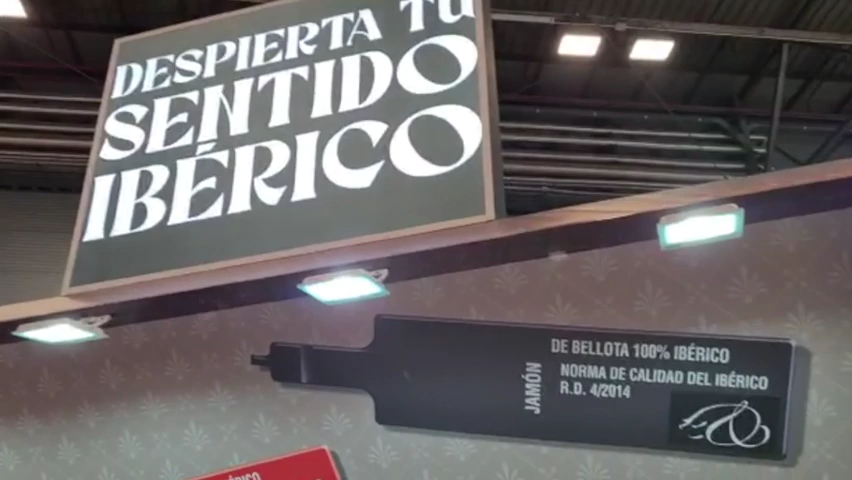 DESPIERTA TU
SENTIDO
IBÉRICO
DE BELLOTA 100% IBÉRICO
JAMÓN
NORMA DE CALIDAD DEL IBÉRICO
R.D. 4/2014